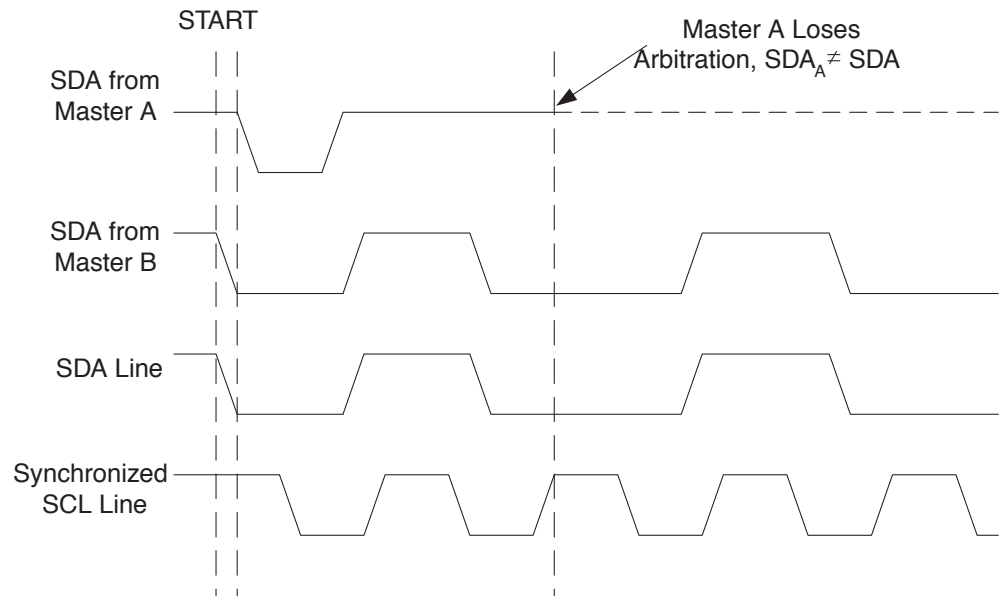 START
Master A Loses
Arbitration, SDA_A ≠ SDA
SDA from
Master A
SDA from
Master B
SDA Line
Synchronized
SCL Line